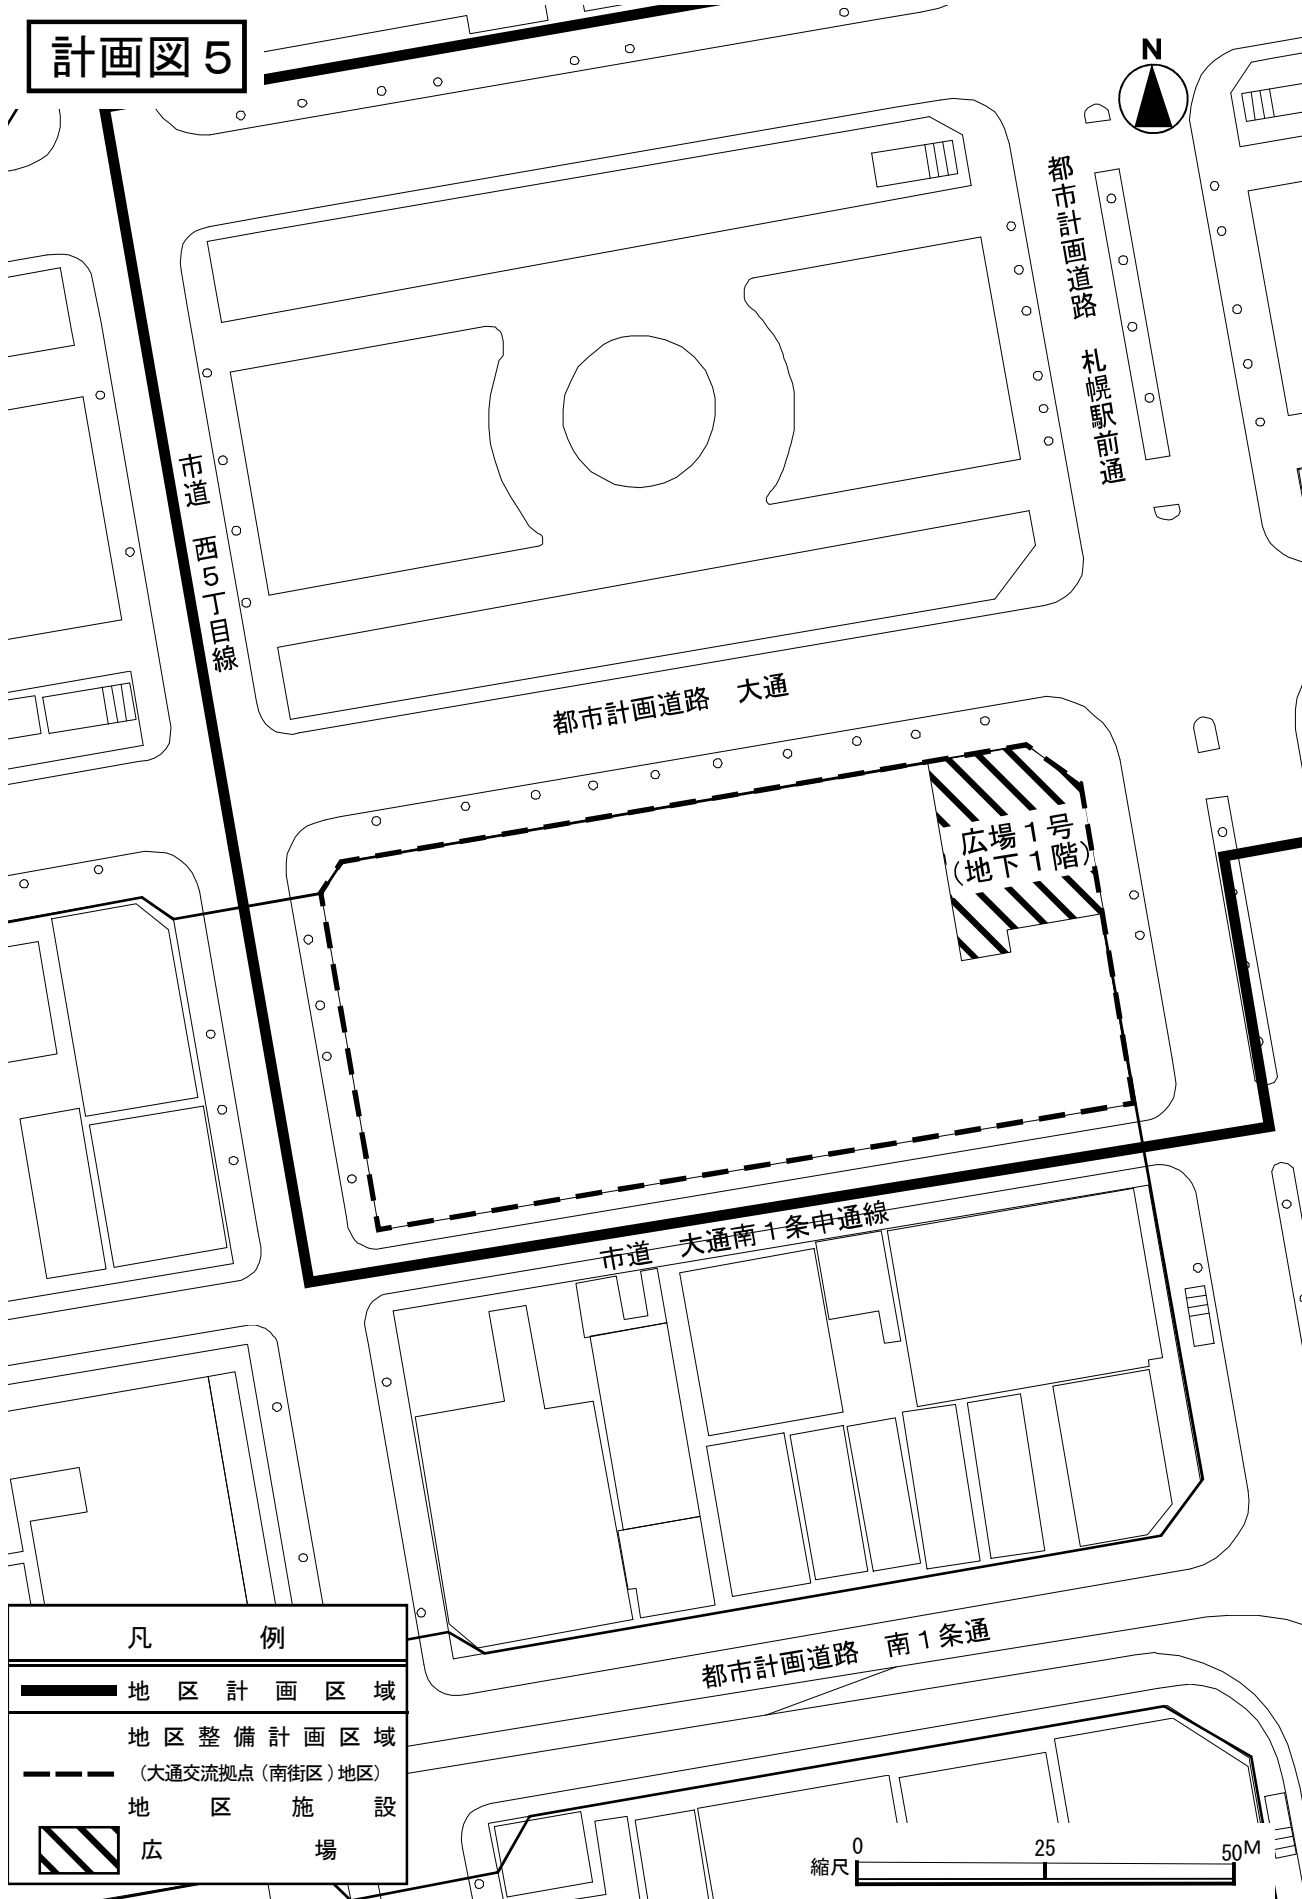 計画図５
N
都市計画道路　札幌駅前通
市道　西５丁目線
都市計画道路　大通
広場１号
（地下１階）
市道　大通南１条中通線
都市計画道路　南１条通
凡例
地区計画区域
地区整備計画区域
（大通交流拠点（南街区）地区）
地区施設
広場
縮尺
0 25 50M